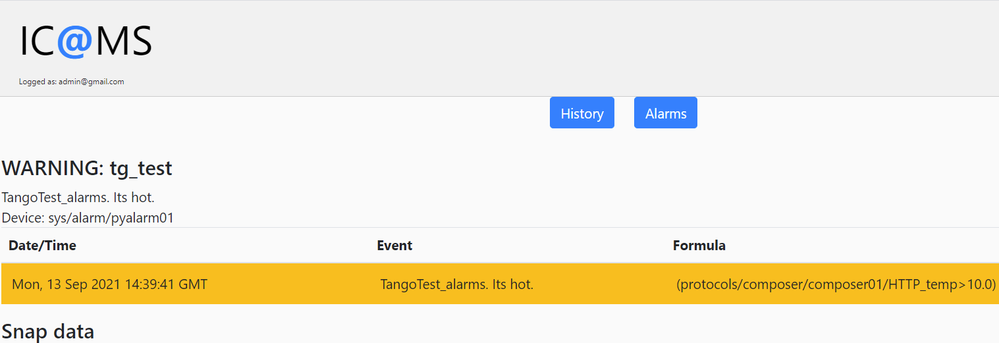 IC@MS
Logged as: admin@gmail.com
History Alarms
WARNING: tg_test
TangoTest_alarms. Its hot.
Device: sys/alarm/pyalarm01
Date/Time Event Formula
Mon, 13 Sep 2021 14:39:41 GMT TangoTest_alarms. Its hot. (protocols/composer/composer01/HTTP_temp>10.0)
Snap data